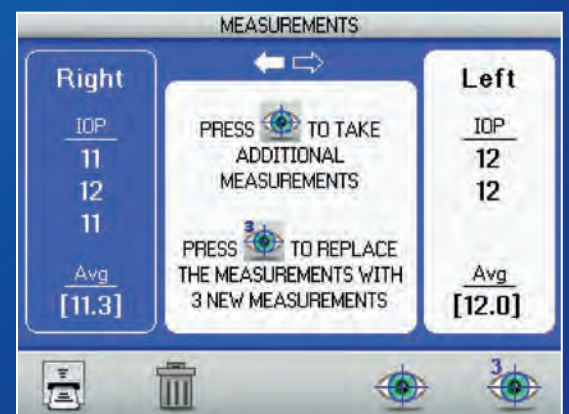 MEASUREMENTS
Right
IOP
11
12
11
Avg
[11.3]
PRESS TO TAKE
ADDITIONAL
MEASUREMENTS
3
PRESS TO REPLACE
THE MEASUREMENTS WITH
3 NEW MEASUREMENTS
Left
IOP
12
12
Avg
[12.0]
3